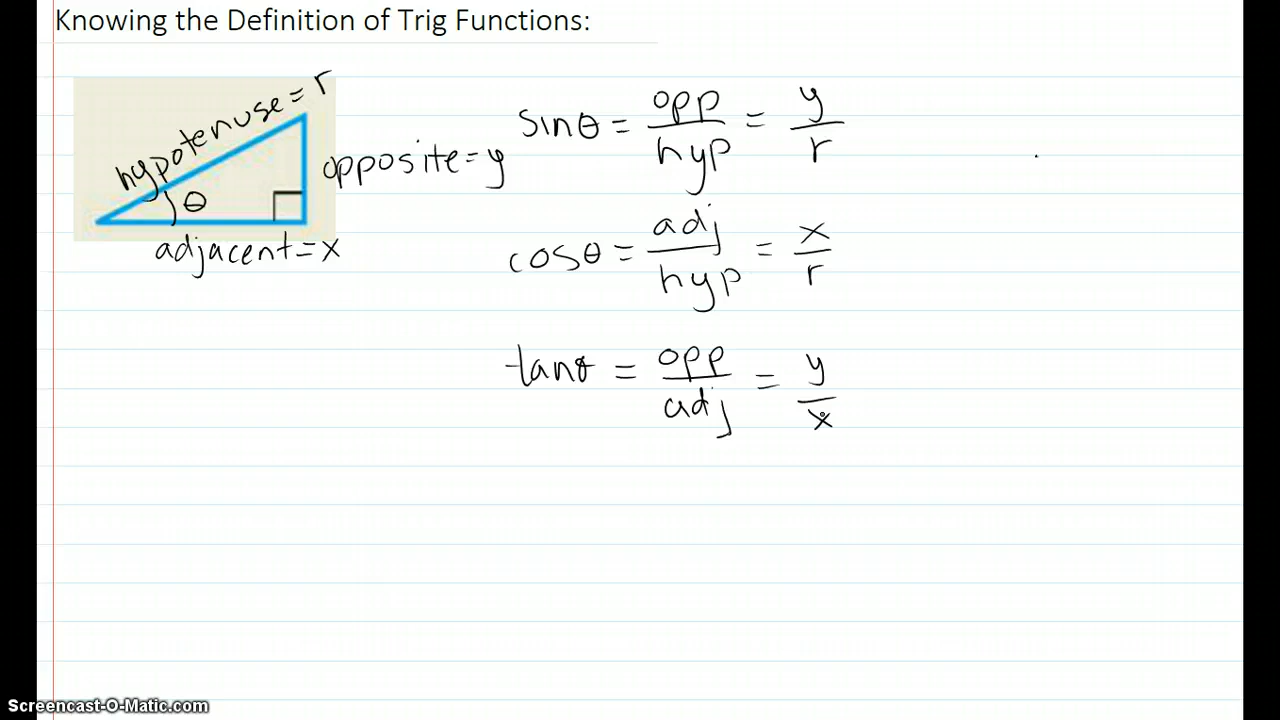 Knowing the Definition of Trig Functions:
hypotenuse = r
opposite = y
θ
adjacent = x
sinθ = opp/hyp = y/r
cosθ = adj/hyp = x/r
tanθ = opp/adj = y/x
Screencast-O-Matic.com